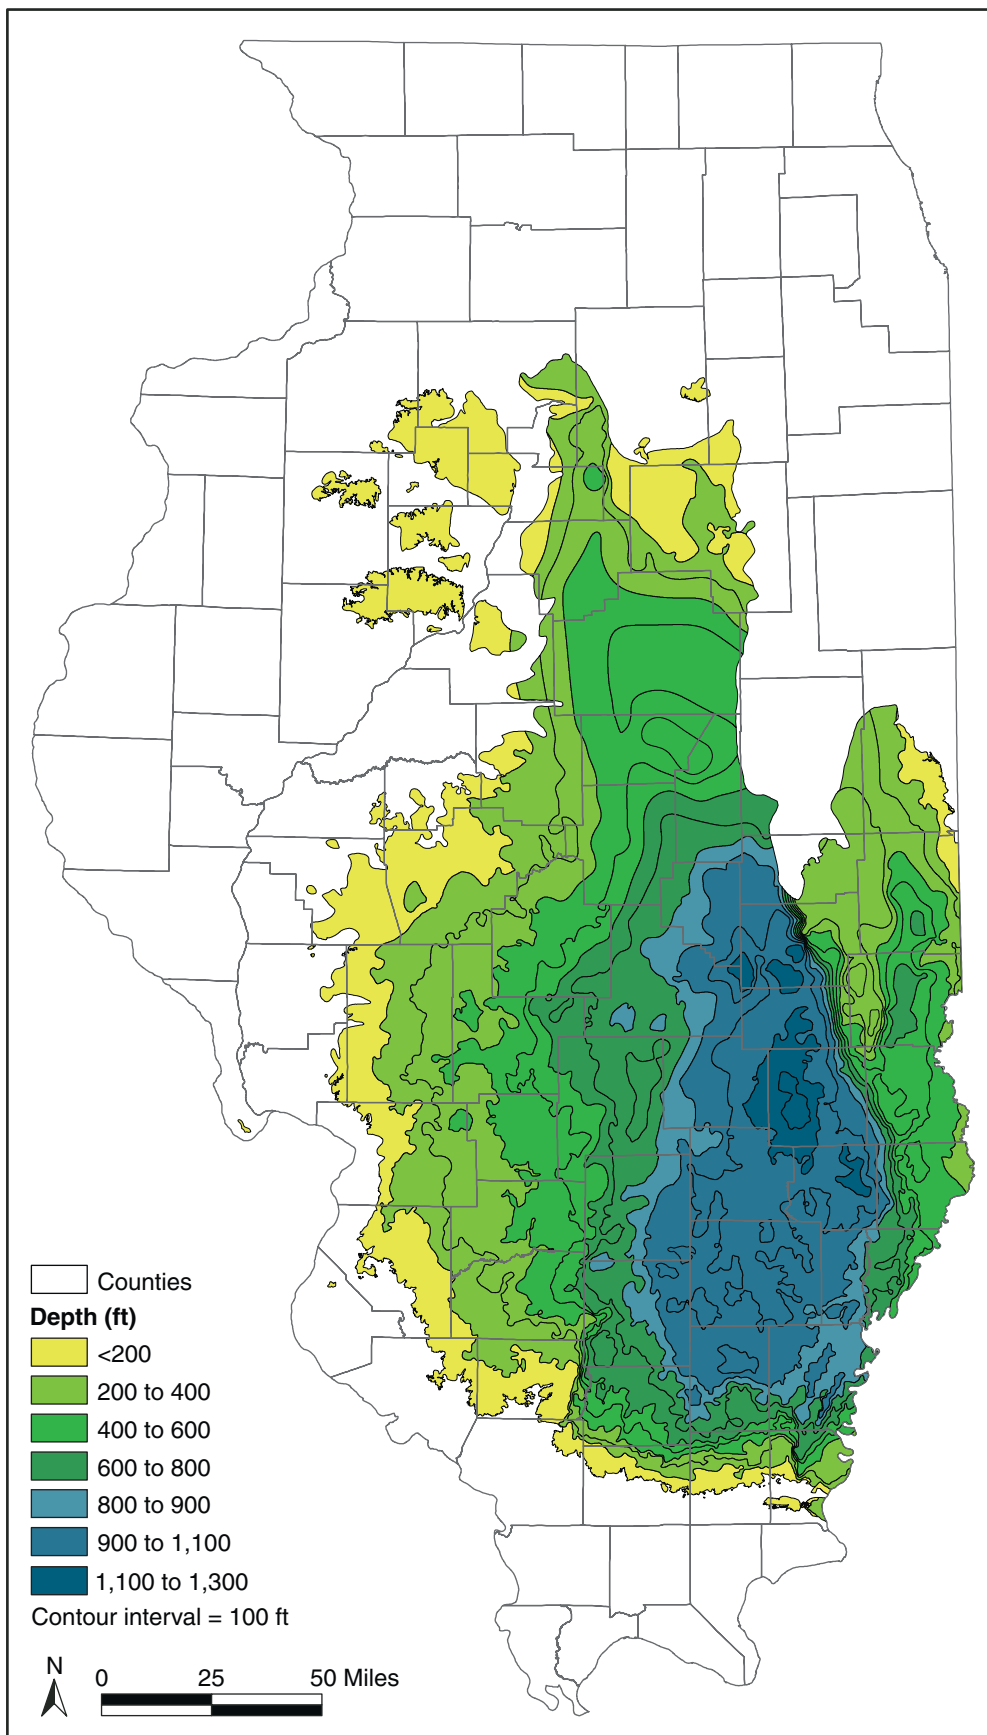 Counties
Depth (ft)
<200
200 to 400
400 to 600
600 to 800
800 to 900
900 to 1,100
1,100 to 1,300
Contour interval = 100 ft
N
0 25 50 Miles